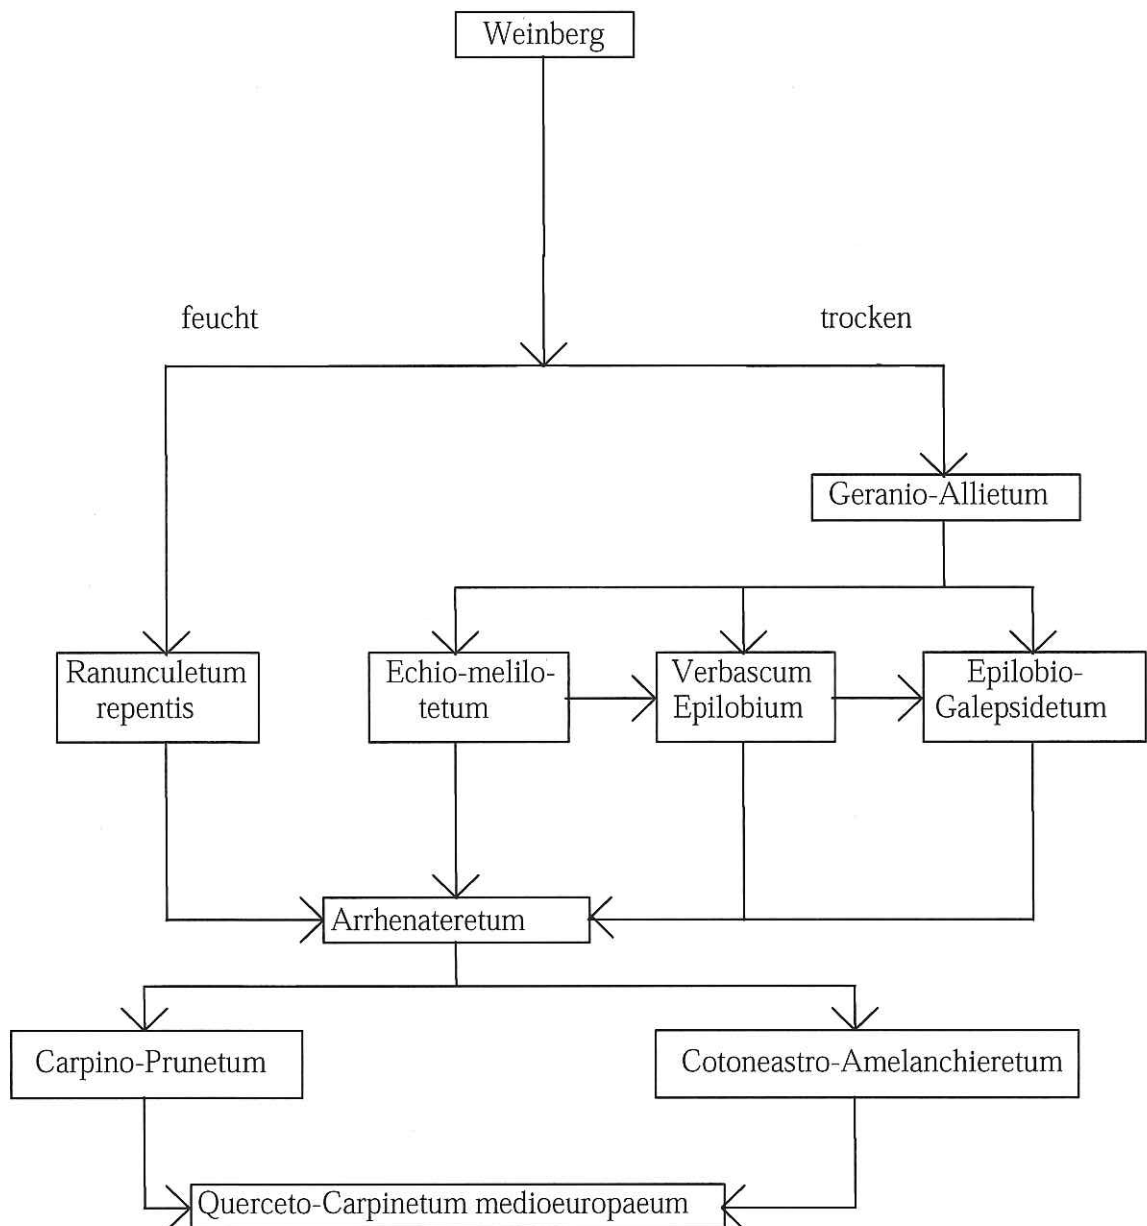 Weinberg
feucht
trocken
Geranio-Allietum
Ranunculetum
repentis
Echio-melilo-
tetum
Verbascum
Epilobium
Epilobio-
Galepsidetum
Arrhenateretum
Carpino-Prunetum
Cotoneastro-Amelanchieretum
Querceto-Carpinetum medioeuropaeum